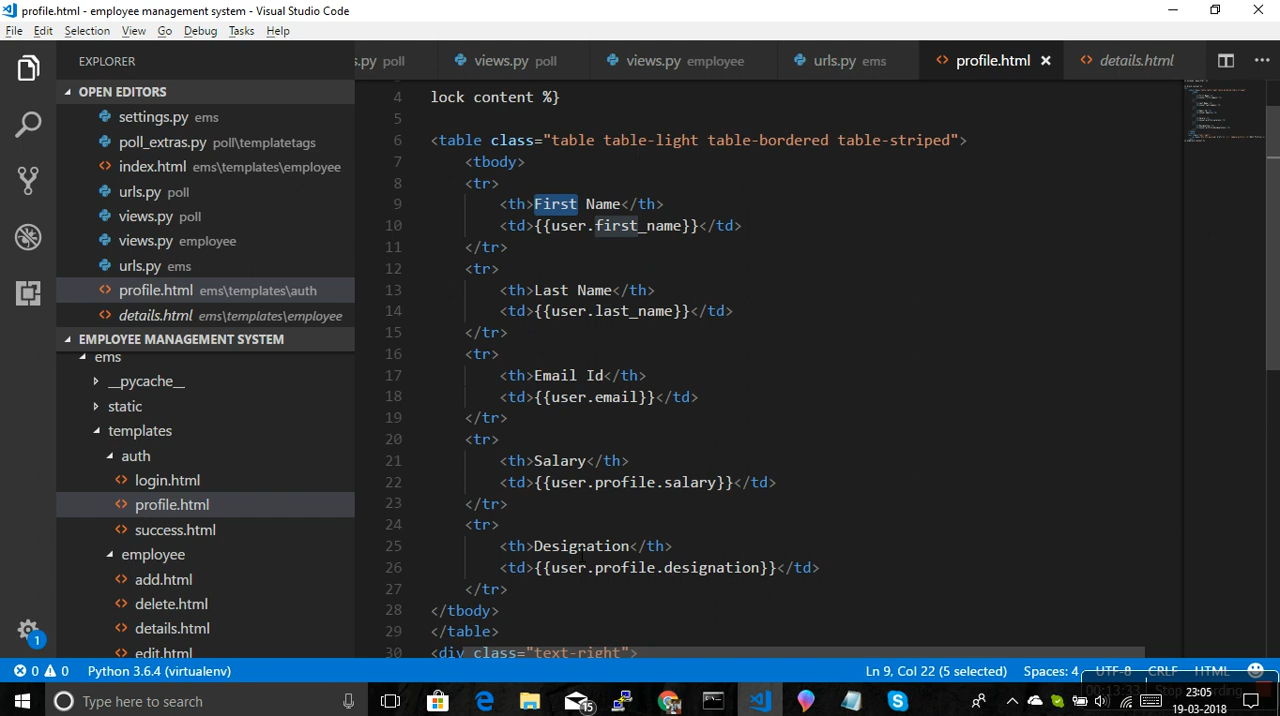 profile.html - employee management system - Visual Studio Code
File Edit Selection View Go Debug Tasks Help
EXPLORER
OPEN EDITORS
settings.py ems
poll_extras.py poll\templatetags
index.html ems\templates\employee
urls.py poll
views.py poll
views.py employee
urls.py ems
profile.html ems\templates\auth
details.html ems\templates\employee
EMPLOYEE MANAGEMENT SYSTEM
ems
__pycache__
static
templates
auth
login.html
profile.html
success.html
employee
add.html
delete.html
details.html
edit.html
s.py poll views.py poll views.py employee urls.py ems profile.html details.html
4 lock content %}
5
6 <table class="table table-light table-bordered table-striped">
7 <tbody>
8 <tr>
9 <th>First Name</th>
10 <td>{{user.first_name}}</td>
11 </tr>
12 <tr>
13 <th>Last Name</th>
14 <td>{{user.last_name}}</td>
15 </tr>
16 <tr>
17 <th>Email Id</th>
18 <td>{{user.email}}</td>
19 </tr>
20 <tr>
21 <th>Salary</th>
22 <td>{{user.profile.salary}}</td>
23 </tr>
24 <tr>
25 <th>Designation</th>
26 <td>{{user.profile.designation}}</td>
27 </tr>
28 </tbody>
29 </table>
30 <div class="text-right">
1
0 0 Python 3.6.4 (virtualenv) Ln 9, Col 22 (5 selected) Spaces: 4 UTF-8 CRLF HTML
00:13:33 Stop Recording
Type here to search
15
23:05
19-03-2018